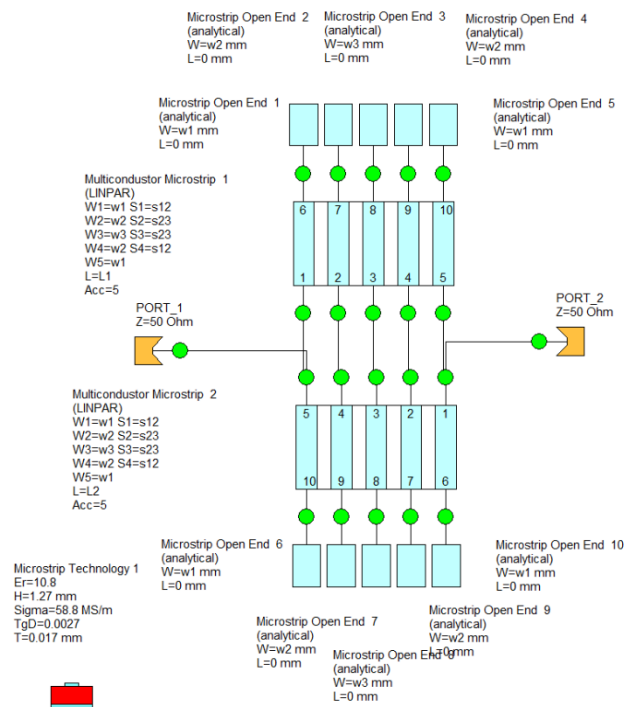 Microstrip Open End 2
(analytical)
W=w2 mm
L=0 mm
Microstrip Open End 3
(analytical)
W=w3 mm
L=0 mm
Microstrip Open End 4
(analytical)
W=w2 mm
L=0 mm
Microstrip Open End 1
(analytical)
W=w1 mm
L=0 mm
Microstrip Open End 5
(analytical)
W=w1 mm
L=0 mm
Multicondustor Microstrip 1
(LINPAR)
W1=w1 S1=s12
W2=w2 S2=s23
W3=w3 S3=s23
W4=w2 S4=s12
W5=w1
L=L1
Acc=5
6 7 8 9 10
1 2 3 4 5
PORT_1
Z=50 Ohm
PORT_2
Z=50 Ohm
Multicondustor Microstrip 2
(LINPAR)
W1=w1 S1=s12
W2=w2 S2=s23
W3=w3 S3=s23
W4=w2 S4=s12
W5=w1
L=L2
Acc=5
5 4 3 2 1
10 9 8 7 6
Microstrip Open End 6
(analytical)
W=w1 mm
L=0 mm
Microstrip Open End 10
(analytical)
W=w1 mm
L=0 mm
Microstrip Technology 1
Er=10.8
H=1.27 mm
Sigma=58.8 MS/m
TgD=0.0027
T=0.017 mm
Microstrip Open End 7
(analytical)
W=w2 mm
L=0 mm
Microstrip Open End 8
(analytical)
W=w3 mm
L=0 mm
Microstrip Open End 9
(analytical)
W=w2 mm
L=0 mm